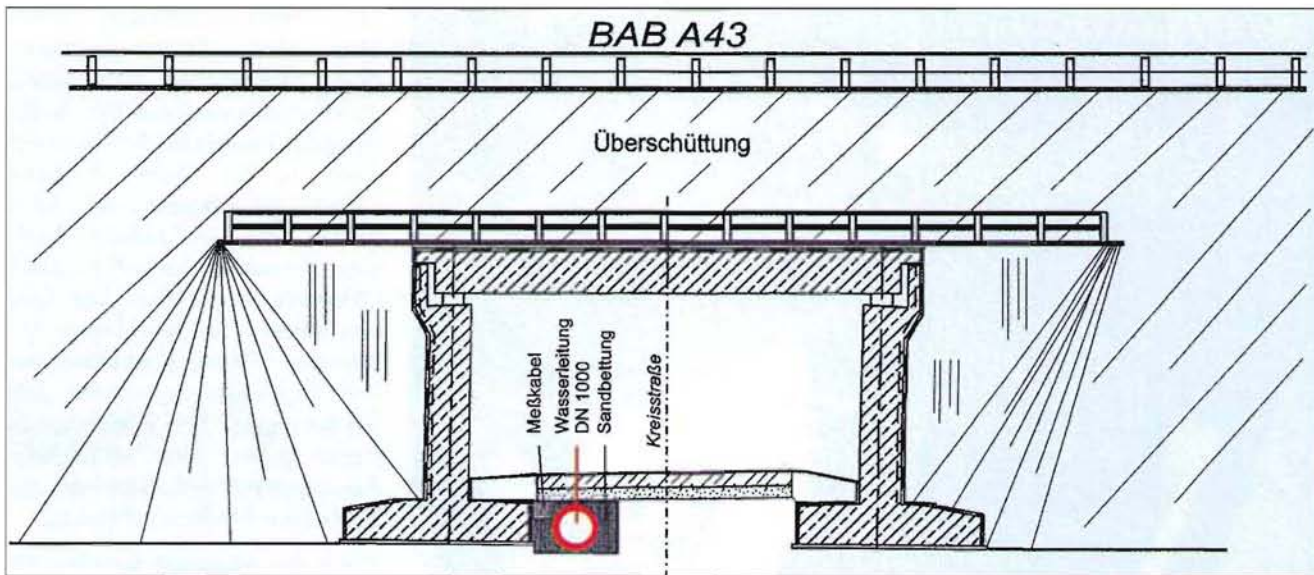 BAB A43
Überschüttung
Meßkabel
Wasserleitung
DN 1000
Sandbettung
Kreisstraße